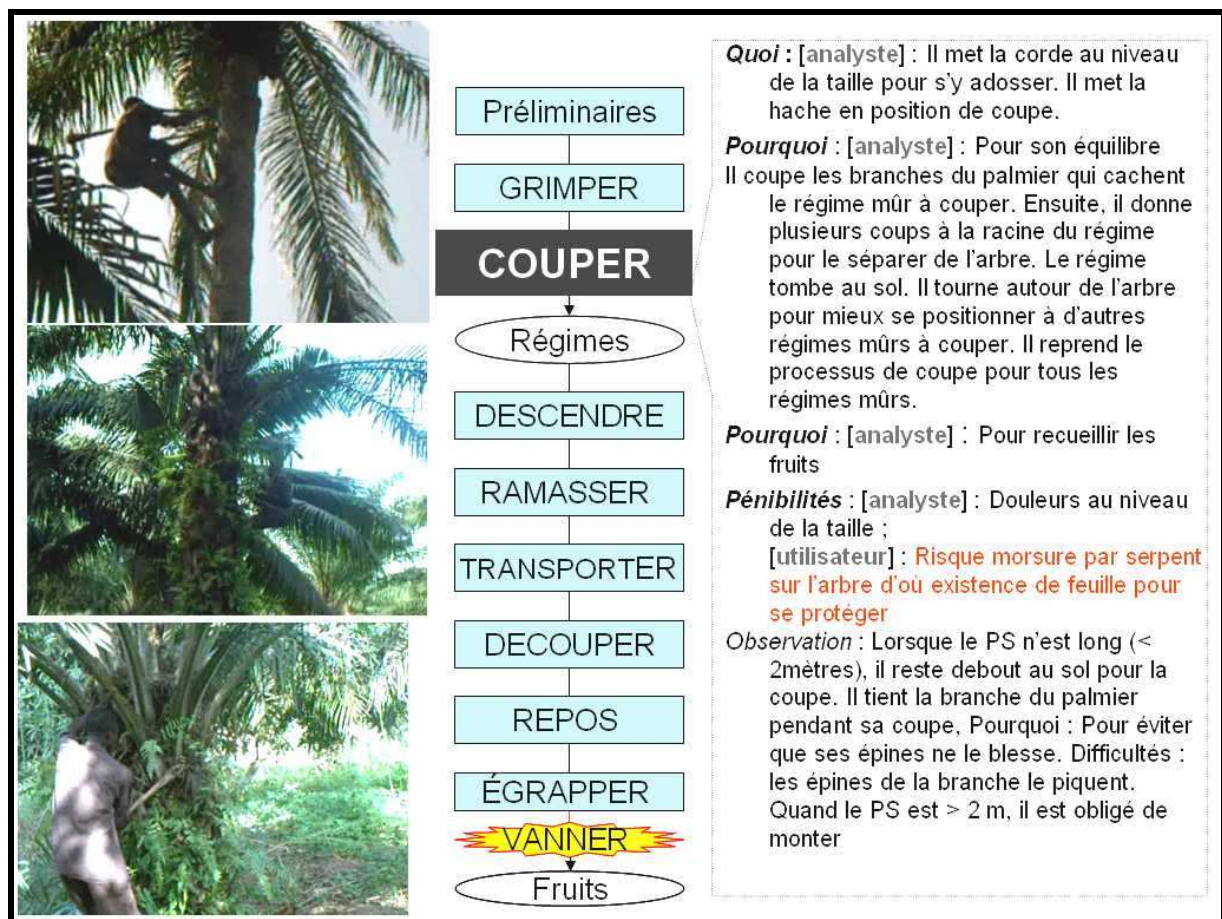 Préliminaires
GRIMPER
COUPER
Régimes
DESCENDRE
RAMASSER
TRANSPORTER
DECOUPER
REPOS
ÉGRAPPER
VANNER
Fruits
Quoi : [analyste] : Il met la corde au niveau
de la taille pour s'y adosser. Il met la
hache en position de coupe.
Pourquoi : [analyste] : Pour son équilibre
Il coupe les branches du palmier qui cachent
le régime mûr à couper. Ensuite, il donne
plusieurs coups à la racine du régime
pour le séparer de l'arbre. Le régime
tombe au sol. Il tourne autour de l'arbre
pour mieux se positionner à d'autres
régimes mûrs à couper. Il reprend le
processus de coupe pour tous les
régimes mûrs.
Pourquoi : [analyste] : Pour recueillir les
fruits
Pénibilités : [analyste] : Douleurs au niveau
de la taille ;
[utilisateur] : Risque morsure par serpent
sur l'arbre d'où existence de feuille pour
se protéger
Observation : Lorsque le PS n'est long (<
2mètres), il reste debout au sol pour la
coupe. Il tient la branche du palmier
pendant sa coupe, Pourquoi : Pour éviter
que ses épines ne le blesse. Difficultés :
les épines de la branche le piquent.
Quand le PS est > 2 m, il est obligé de
monter